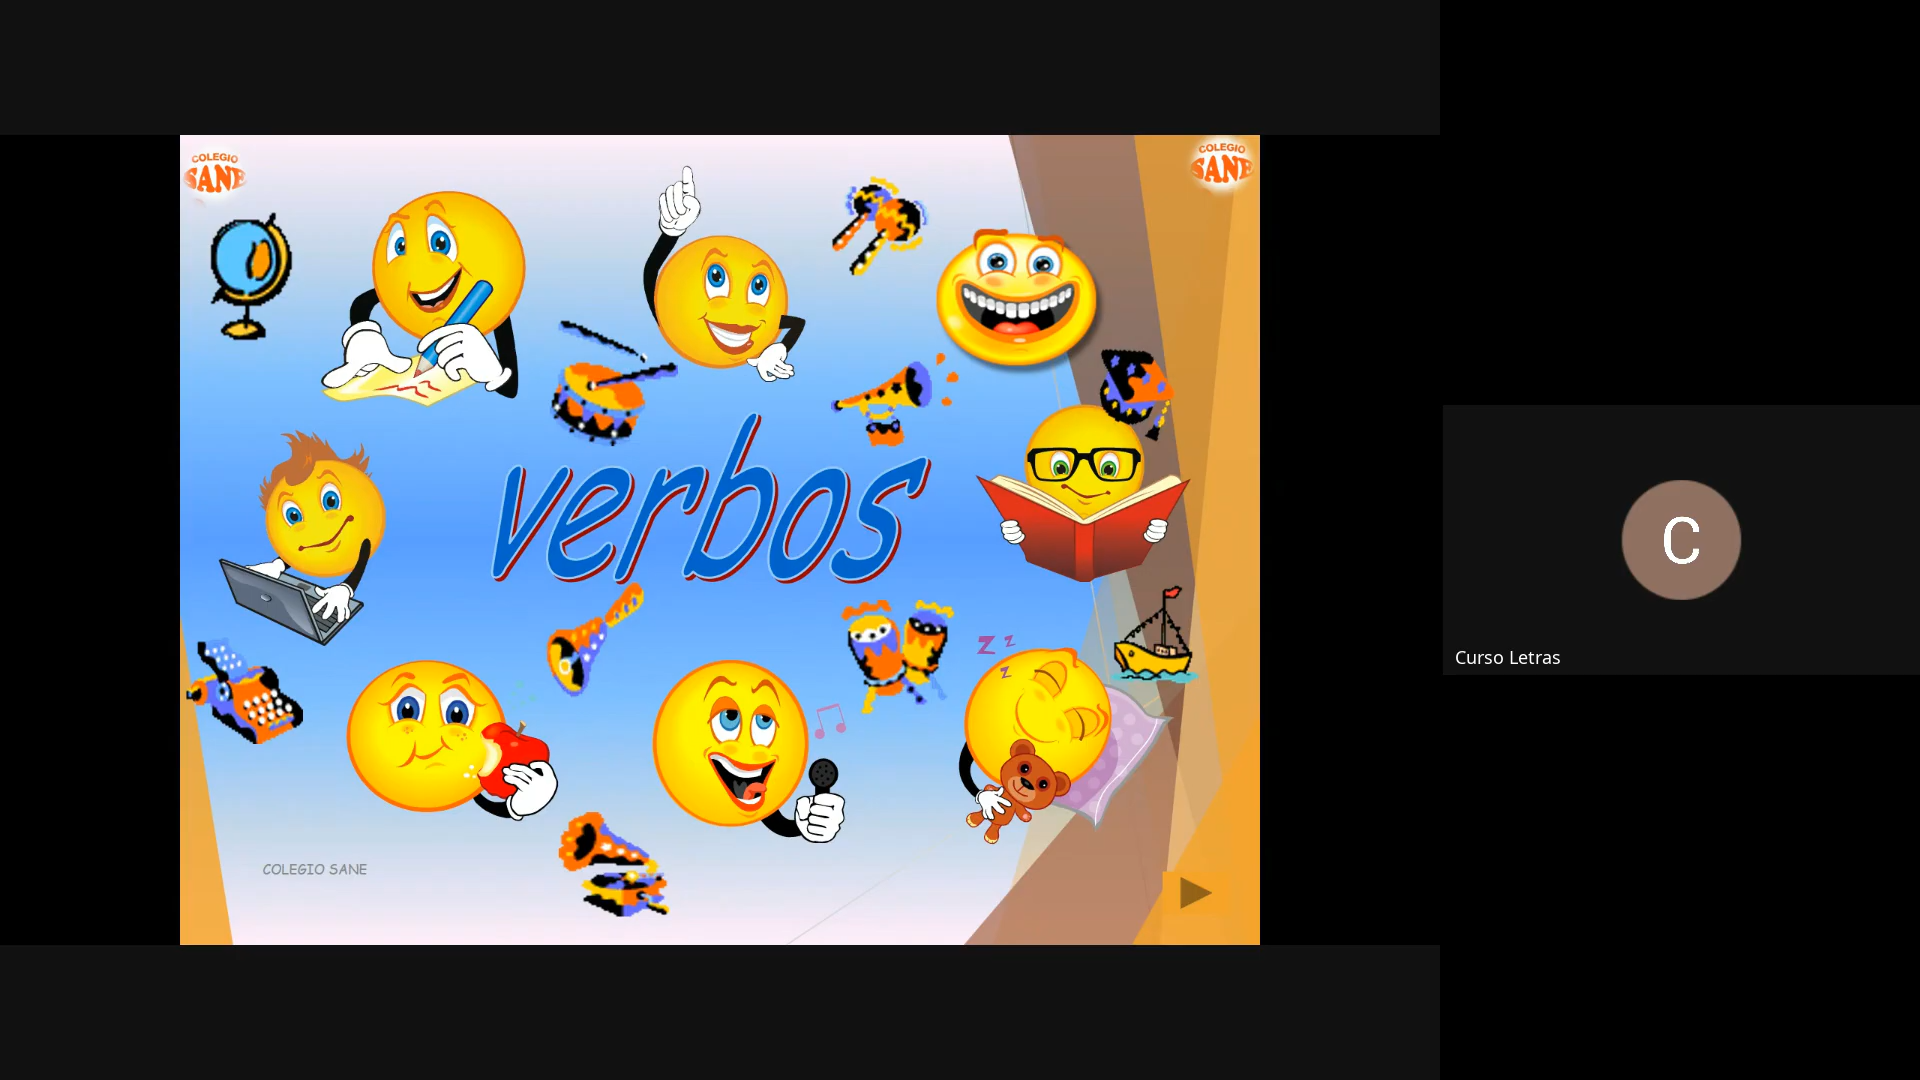 COLEGIO
SANE
COLEGIO
SANE
verbos
z z
z
COLEGIO SANE
C
Curso Letras